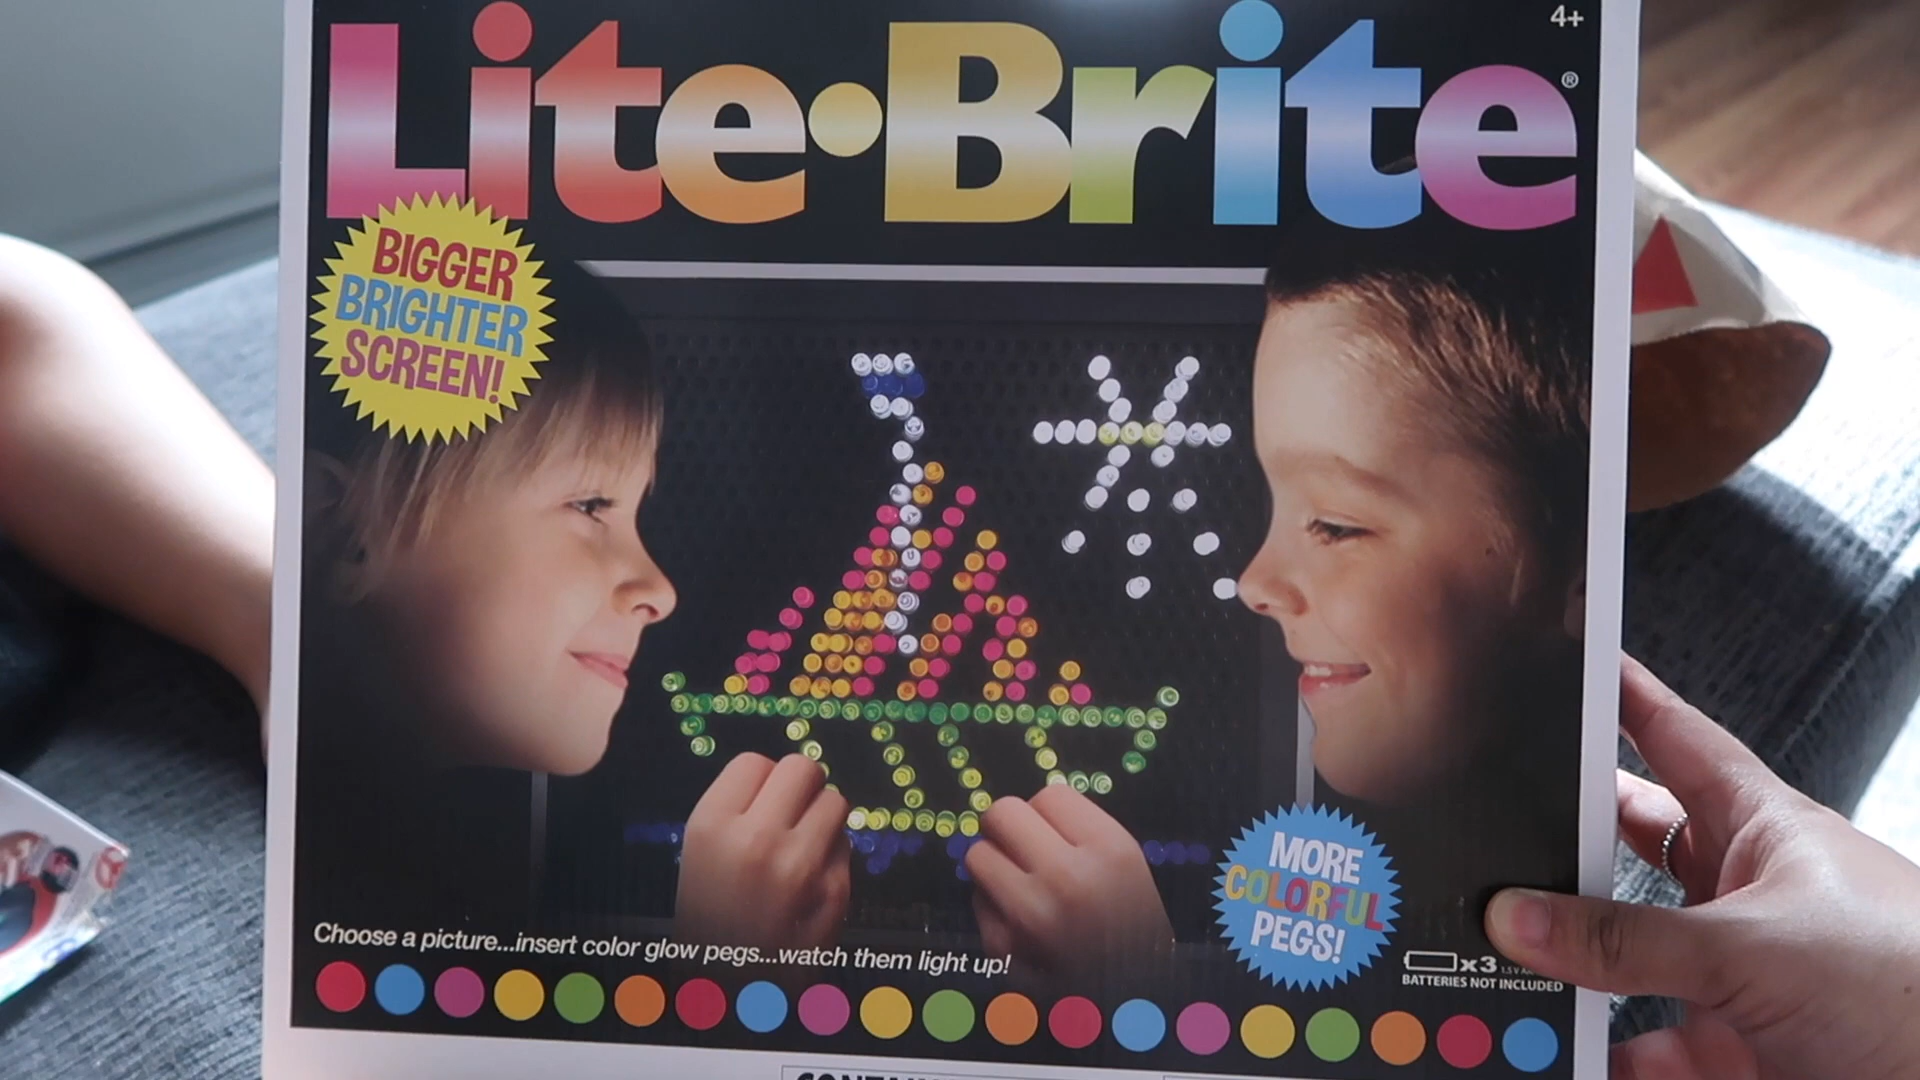 4+
Lite•Brite®
BIGGER
BRIGHTER
SCREEN!
MORE
COLORFUL
PEGS!
Choose a picture...insert color glow pegs...watch them light up!
x3
BATTERIES NOT INCLUDED